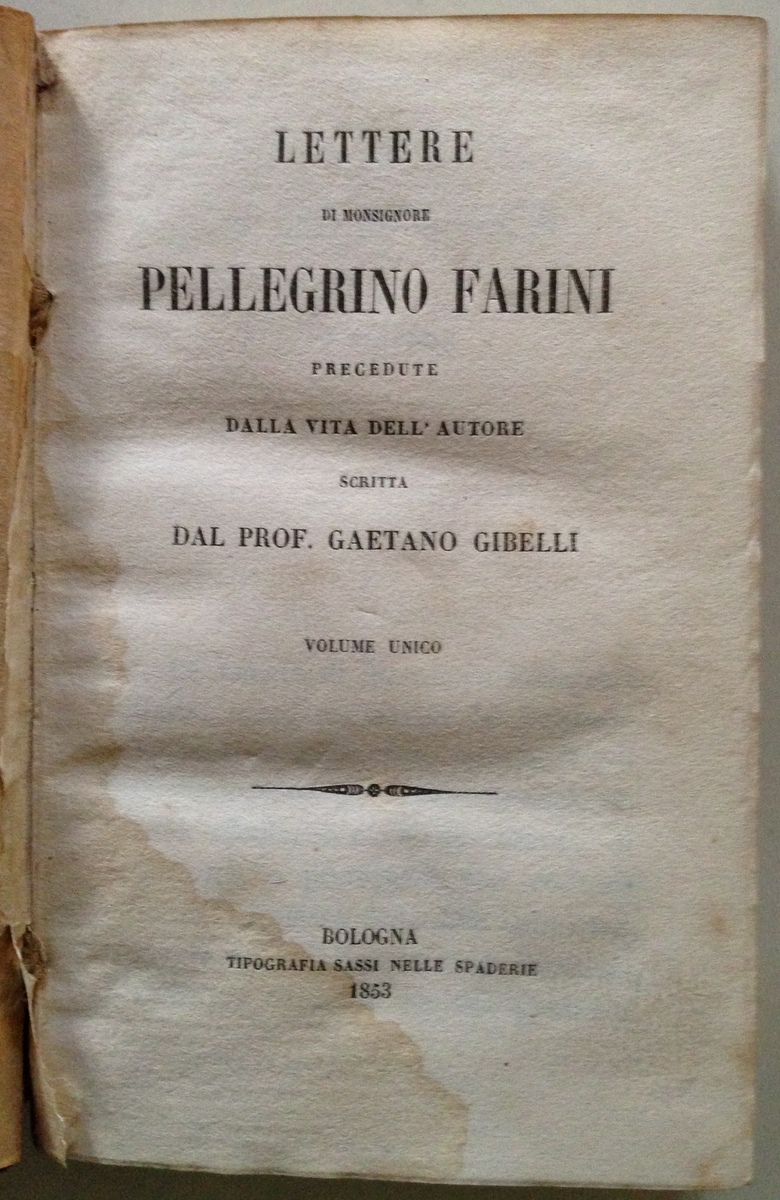 LETTERE
DI MONSIGNORE
PELLEGRINO FARINI
PRECEDUTE
DALLA VITA DELL' AUTORE
SCRITTA
DAL PROF. GAETANO GIBELLI
VOLUME UNICO
BOLOGNA
TIPOGRAFIA SASSI NELLE SPADERIE
1853